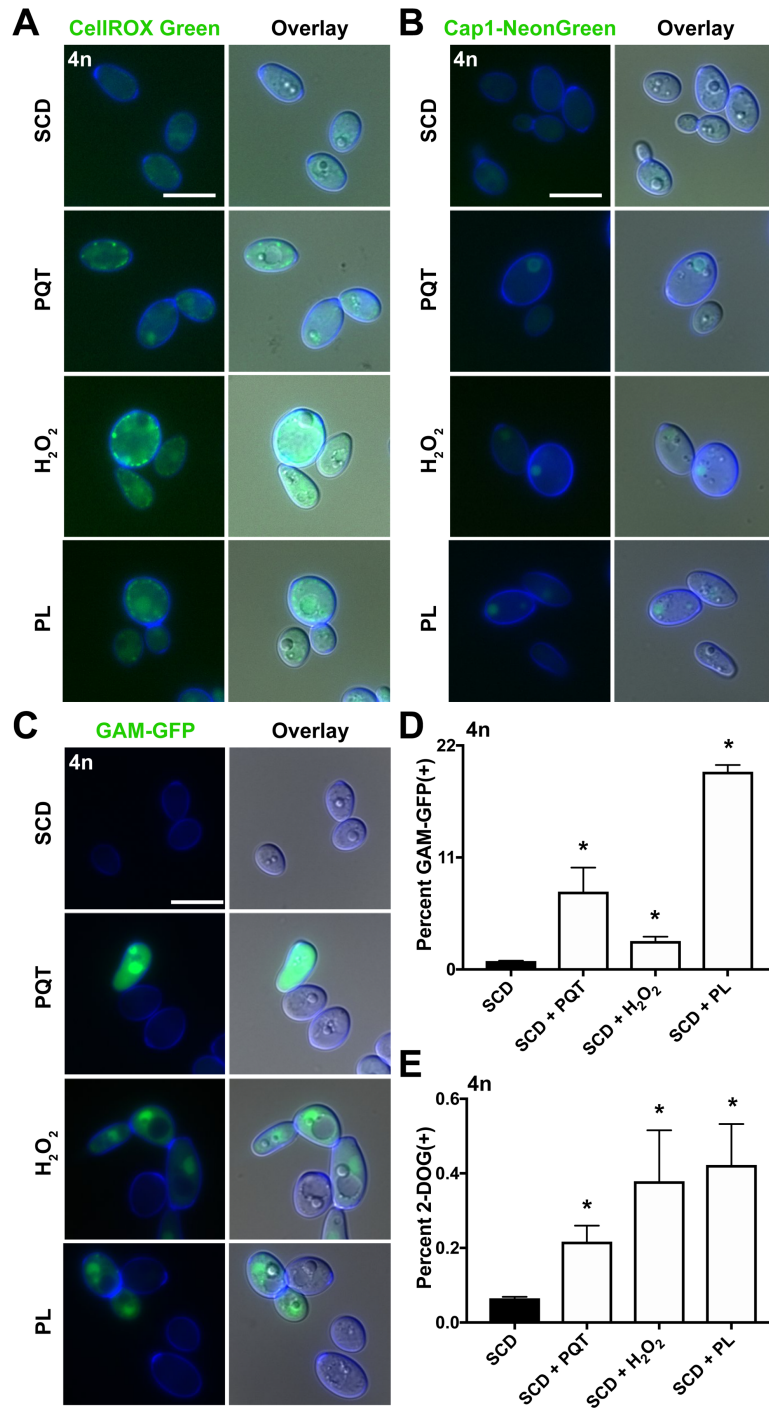 A
CellROX Green
Overlay
4n
SCD
PQT
H₂O₂
PL
B
Cap1-NeonGreen
Overlay
4n
SCD
PQT
H₂O₂
PL
C
GAM-GFP
Overlay
4n
SCD
PQT
H₂O₂
PL
D
4n
Percent GAM-GFP(+)
22
11
0
*
*
*
SCD
SCD + PQT
SCD + H₂O₂
SCD + PL
E
4n
Percent 2-DOG(+)
0.6
0.4
0.2
0.0
*
*
*
SCD
SCD + PQT
SCD + H₂O₂
SCD + PL